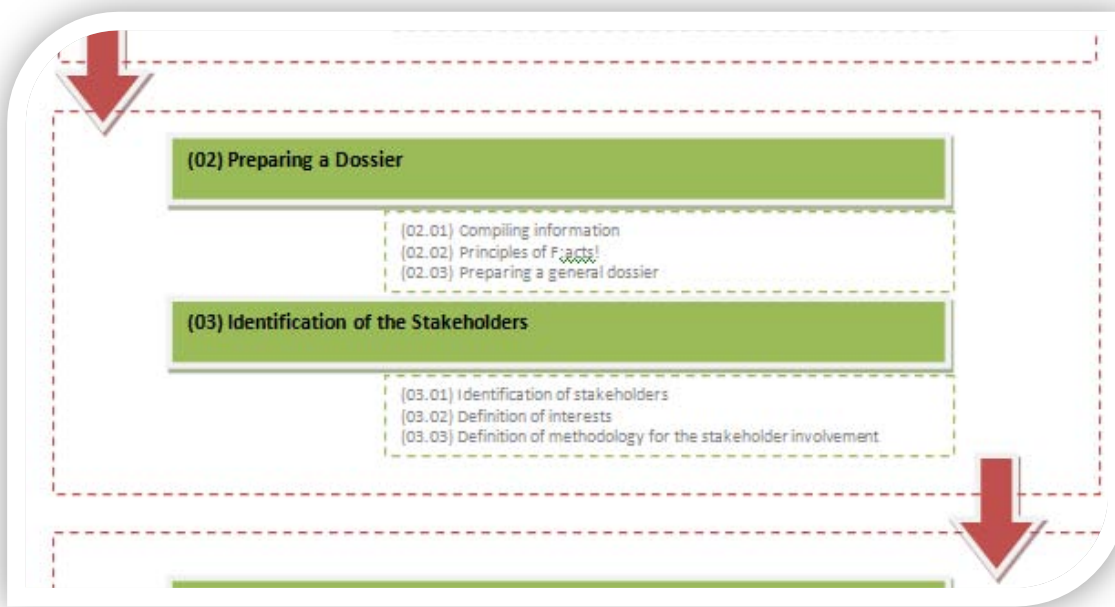 (02) Preparing a Dossier
(02.01) Compiling information
(02.02) Principles of F:acts!
(02.03) Preparing a general dossier
(03) Identification of the Stakeholders
(03.01) Identification of stakeholders
(03.02) Definition of interests
(03.03) Definition of methodology for the stakeholder involvement